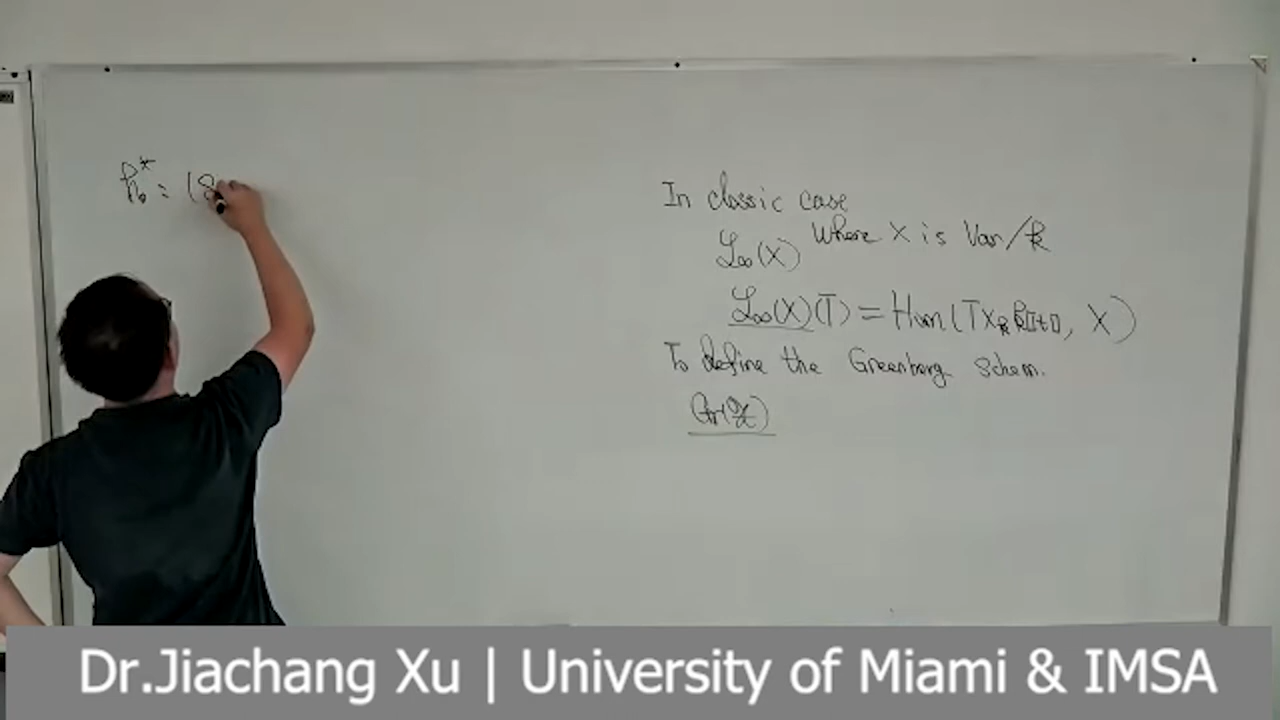 h₀* : (S
In classic case
ℒ∞(X) Where X is Var/k
ℒ∞(X)(T) = Hom(T×ₖ k⟦t⟧, X)
To define the Greenberg Schem.
Gr(𝒳)
Dr.Jiachang Xu | University of Miami & IMSA